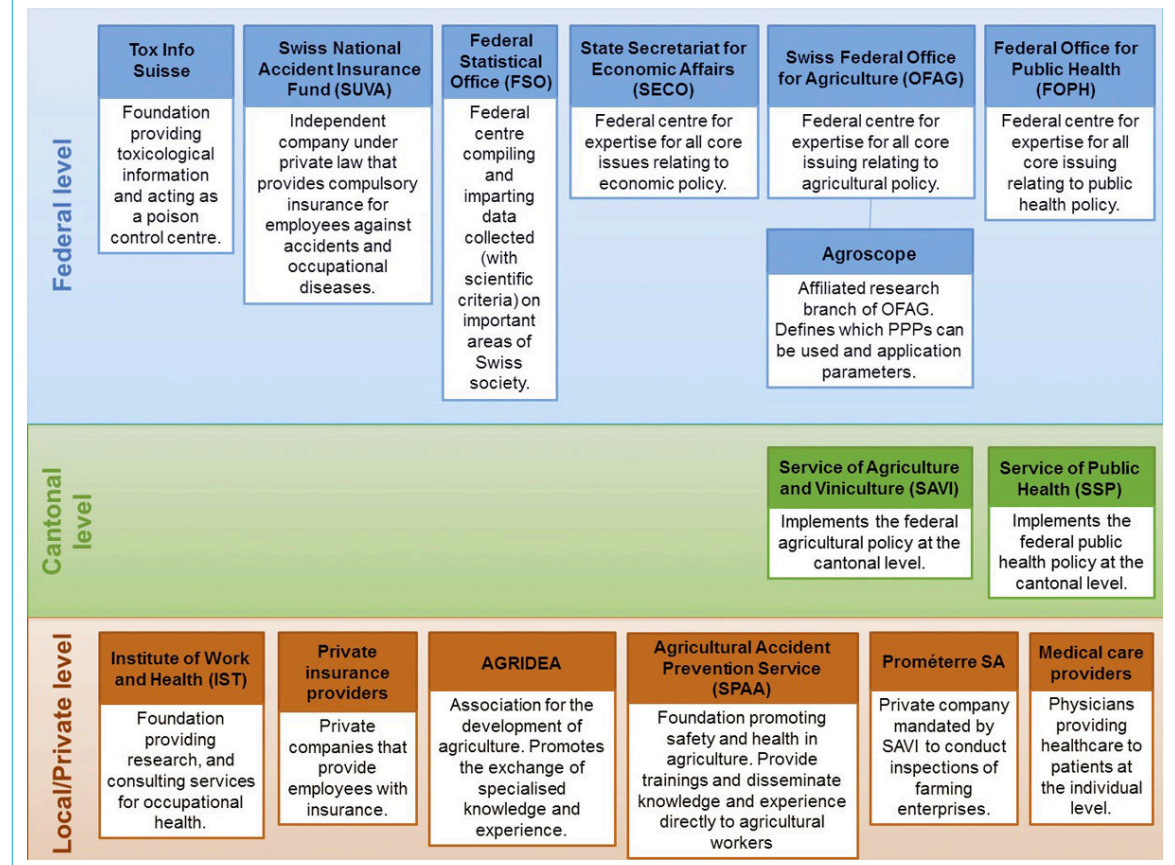 Federal level
Tox Info
Suisse
Foundation
providing
toxicological
information
and acting as
a poison
control centre.
Swiss National
Accident Insurance
Fund (SUVA)
Independent
company under
private law that
provides compulsory
insurance for
employees against
accidents and
occupational
diseases.
Federal
Statistical
Office (FSO)
Federal
centre
compiling
and
imparting
data
collected
(with
scientific
criteria) on
important
areas of
Swiss
society.
State Secretariat for
Economic Affairs
(SECO)
Federal centre for
expertise for all core
issues relating to
economic policy.
Swiss Federal Office
for Agriculture (OFAG)
Federal centre for
expertise for all core
issuing relating to
agricultural policy.
Agroscope
Affiliated research
branch of OFAG.
Defines which PPPs can
be used and application
parameters.
Federal Office for
Public Health
(FOPH)
Federal centre for
expertise for all
core issuing
relating to public
health policy.
Cantonal
level
Service of Agriculture
and Viniculture (SAVI)
Implements the federal
agricultural policy at the
cantonal level.
Service of Public
Health (SSP)
Implements the
federal public
health policy at the
cantonal level.
Local/Private level
Institute of Work
and Health (IST)
Foundation
providing
research, and
consulting services
for occupational
health.
Private
insurance
providers
Private
companies that
provide
employees with
insurance.
AGRIDEA
Association for the
development of
agriculture. Promotes
the exchange of
specialised
knowledge and
experience.
Agricultural Accident
Prevention Service
(SPAA)
Foundation promoting
safety and health in
agriculture. Provide
trainings and disseminate
knowledge and experience
directly to agricultural
workers
Prométerre SA
Private company
mandated by
SAVI to conduct
inspections of
farming
enterprises.
Medical care
providers
Physicians
providing
healthcare to
patients at
the individual
level.